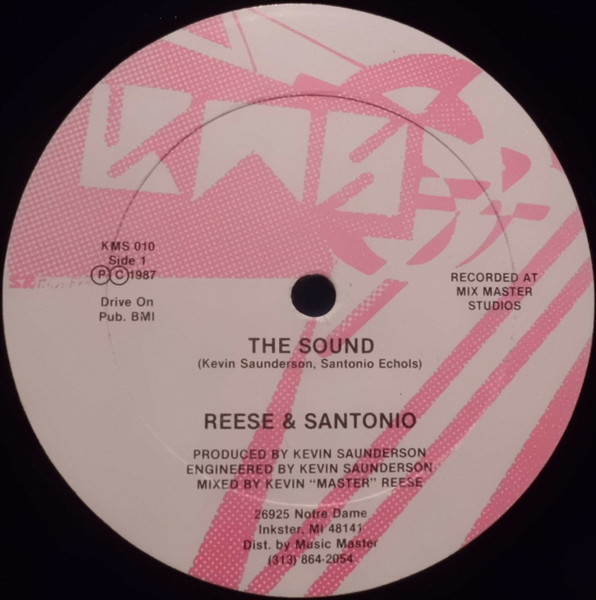 KMS
KMS 010
Side 1
Ⓟ Ⓒ 1987
Drive On
Pub. BMI
RECORDED AT
MIX MASTER
STUDIOS
THE SOUND
(Kevin Saunderson, Santonio Echols)
REESE & SANTONIO
PRODUCED BY KEVIN SAUNDERSON
ENGINEERED BY KEVIN SAUNDERSON
MIXED BY KEVIN "MASTER" REESE
26925 Notre Dame
Inkster, MI 48141
Dist. by Music Master
(313) 864-2054